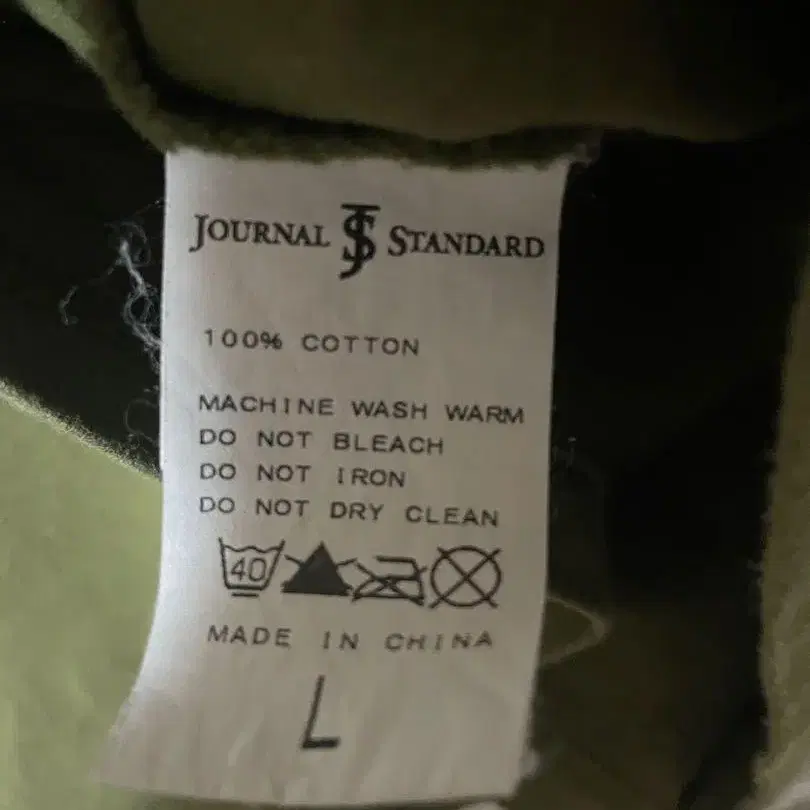 JOURNAL JS STANDARD
100% COTTON
MACHINE WASH WARM
DO NOT BLEACH
DO NOT IRON
DO NOT DRY CLEAN
40
MADE IN CHINA
L